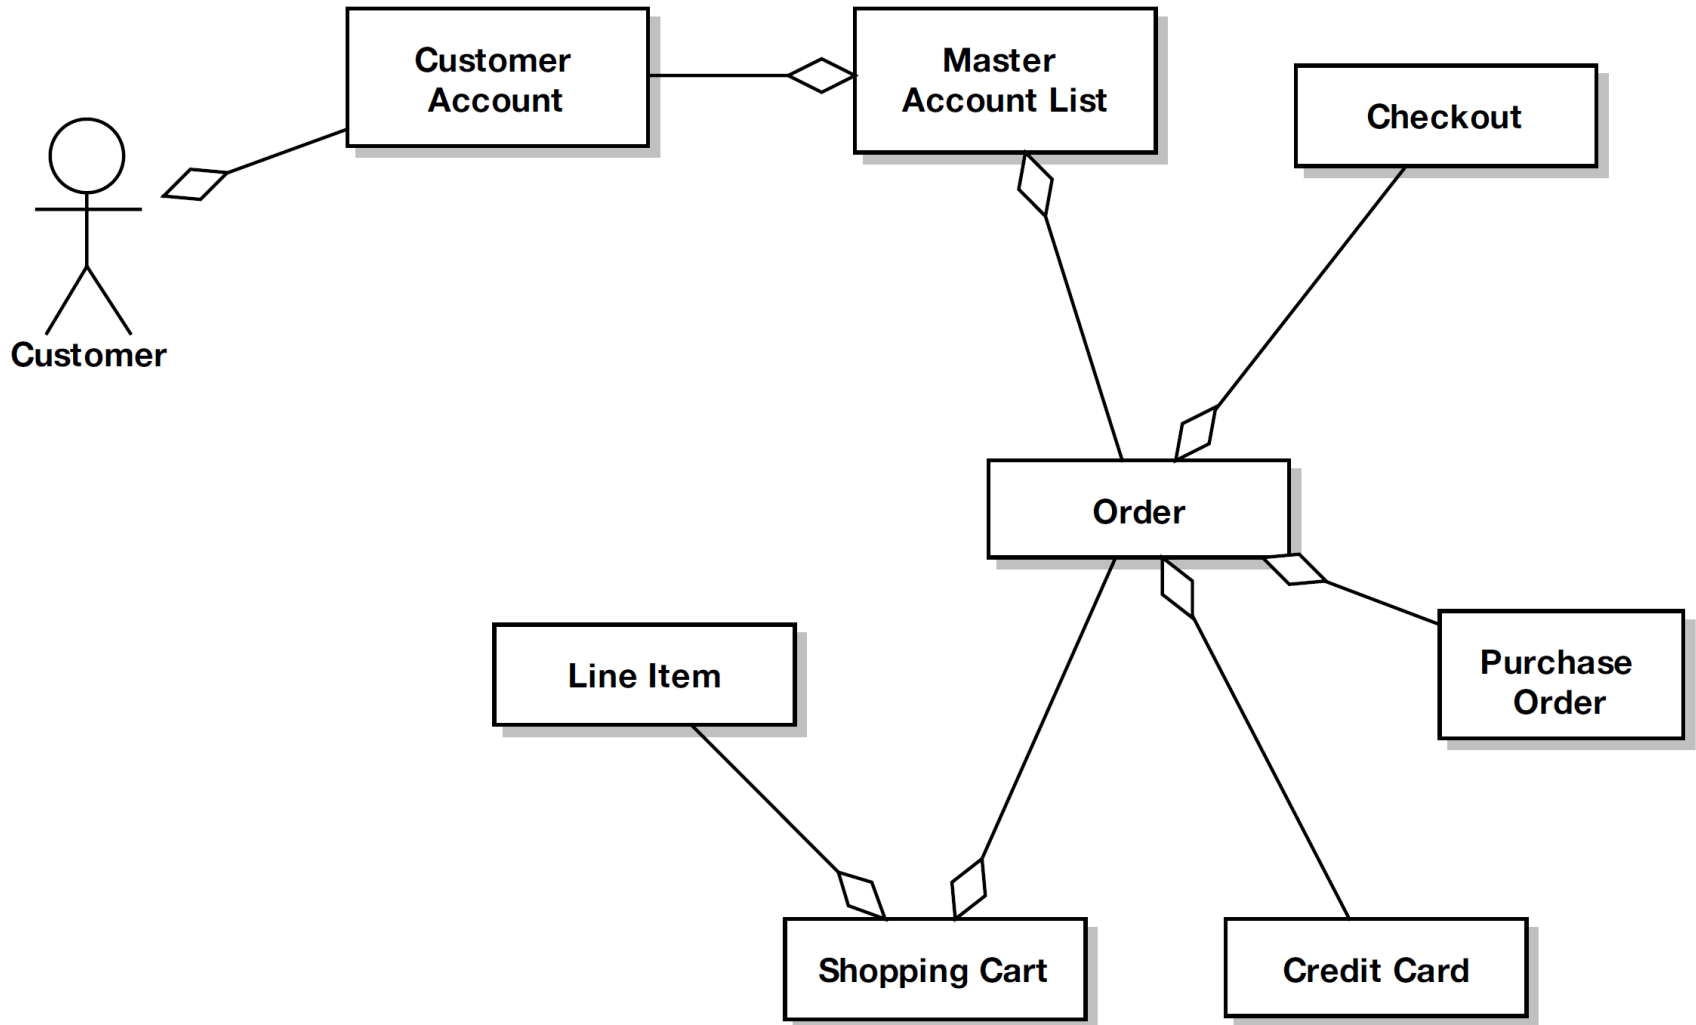 Customer
Account
Master
Account List
Checkout
Customer
Order
Line Item
Purchase
Order
Shopping Cart
Credit Card